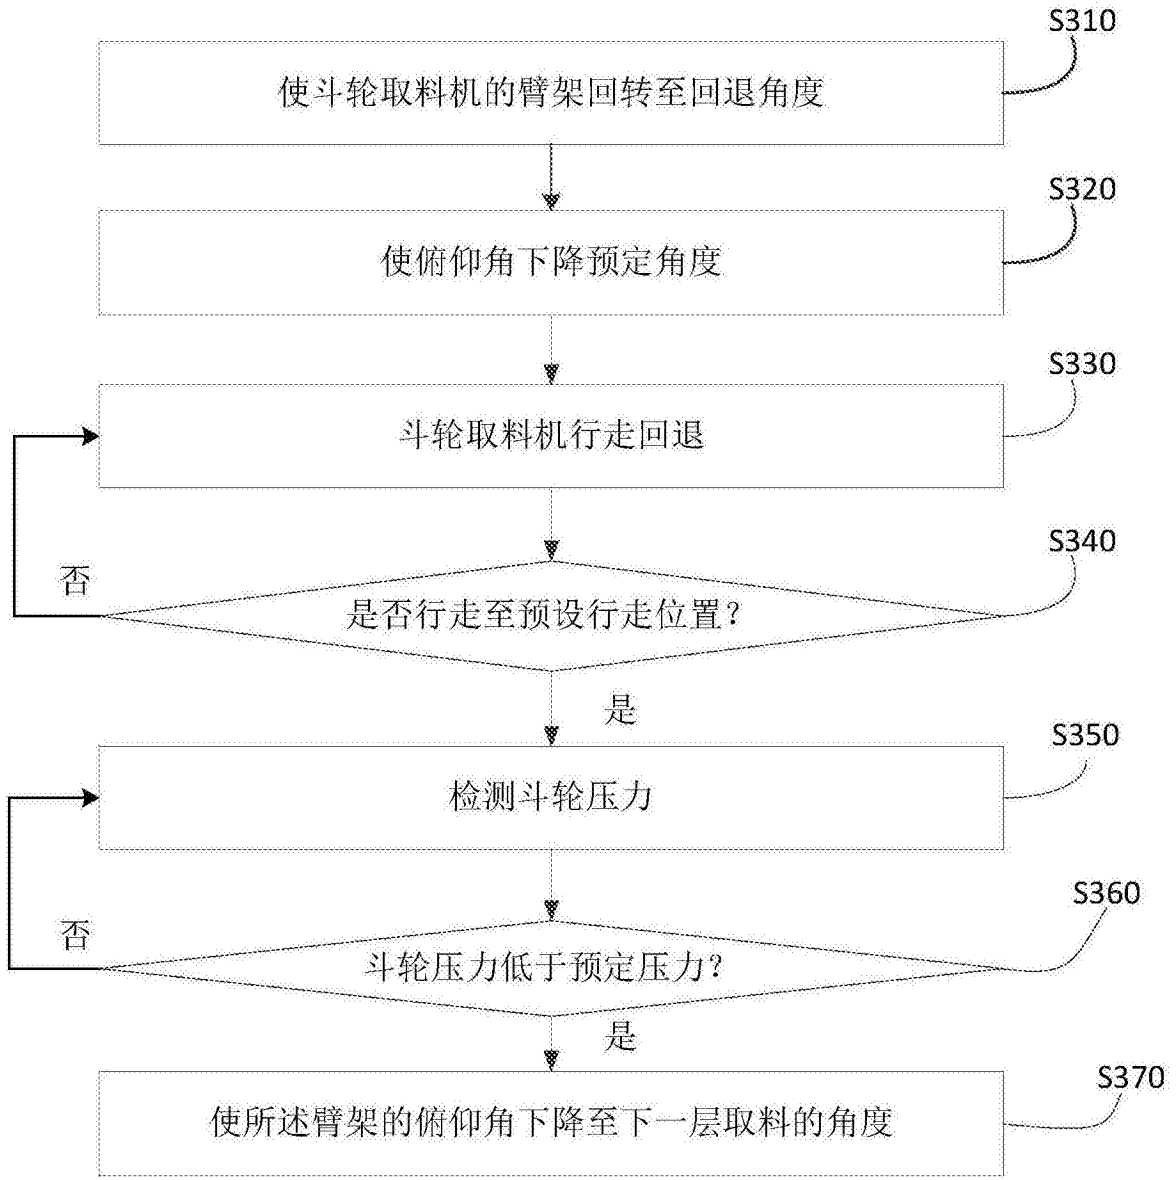 S310
使斗轮取料机的臂架回转至回退角度
S320
使俯仰角下降预定角度
S330
斗轮取料机行走回退
S340
否
是否行走至预设行走位置？
是
S350
检测斗轮压力
S360
否
斗轮压力低于预定压力？
是
S370
使所述臂架的俯仰角下降至下一层取料的角度